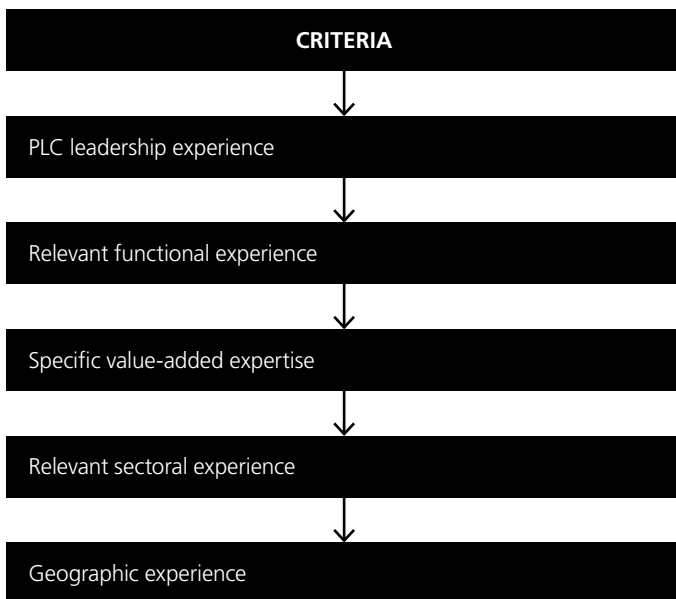 CRITERIA
PLC leadership experience
Relevant functional experience
Specific value-added expertise
Relevant sectoral experience
Geographic experience